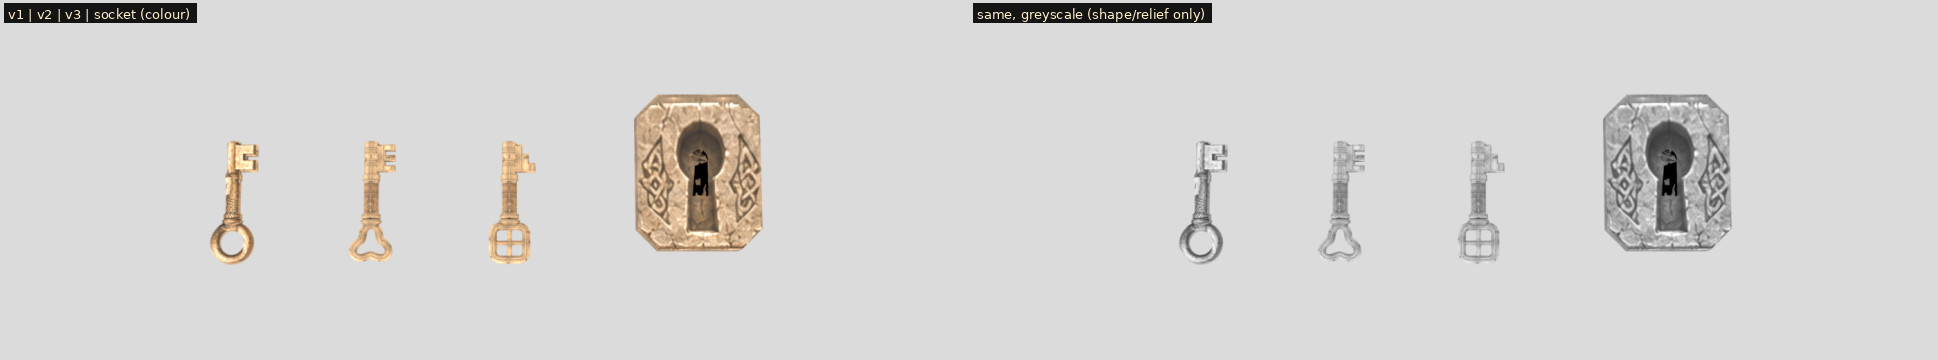 v1 | v2 | v3 | socket (colour)
same, greyscale (shape/relief only)